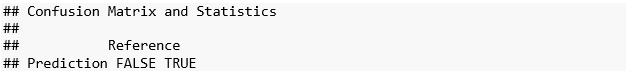 ## Confusion Matrix and Statistics
##
##           Reference
## Prediction FALSE TRUE